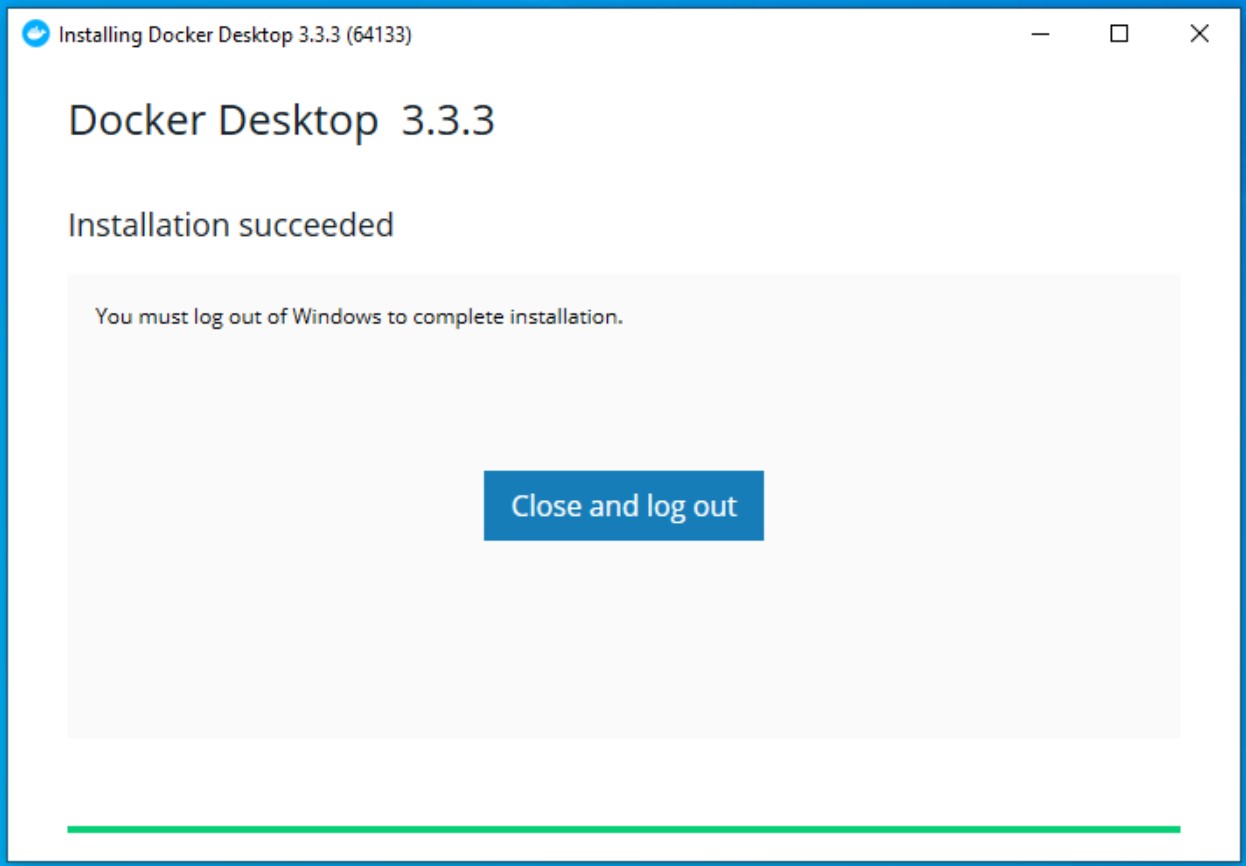 Installing Docker Desktop 3.3.3 (64133)
Docker Desktop 3.3.3
Installation succeeded
You must log out of Windows to complete installation.
Close and log out